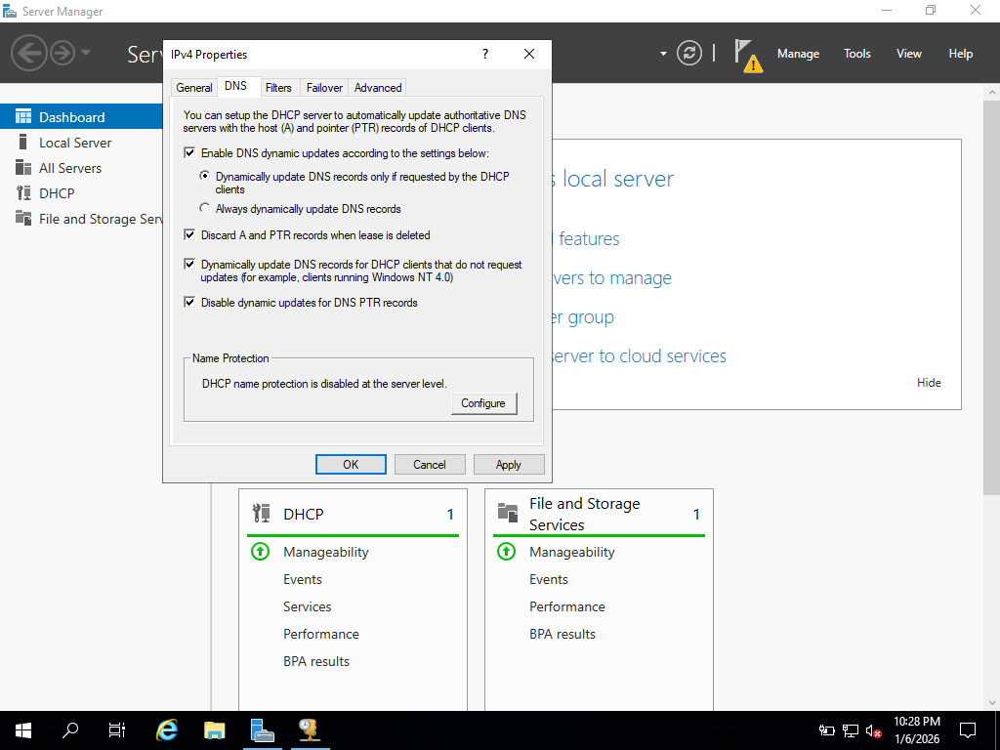 Server Manager
Serv
Manage
Tools
View
Help
IPv4 Properties
?
General
DNS
Filters
Failover
Advanced
You can setup the DHCP server to automatically update authoritative DNS
servers with the host (A) and pointer (PTR) records of DHCP clients.
Enable DNS dynamic updates according to the settings below:
Dynamically update DNS records only if requested by the DHCP
clients
Always dynamically update DNS records
Discard A and PTR records when lease is deleted
Dynamically update DNS records for DHCP clients that do not request
updates (for example, clients running Windows NT 4.0)
Disable dynamic updates for DNS PTR records
Name Protection
DHCP name protection is disabled at the server level.
Configure
OK
Cancel
Apply
Dashboard
Local Server
All Servers
DHCP
File and Storage Serv
s local server
features
vers to manage
er group
server to cloud services
Hide
DHCP
1
Manageability
Events
Services
Performance
BPA results
File and Storage
Services
1
Manageability
Events
Performance
BPA results
10:28 PM
1/6/2026